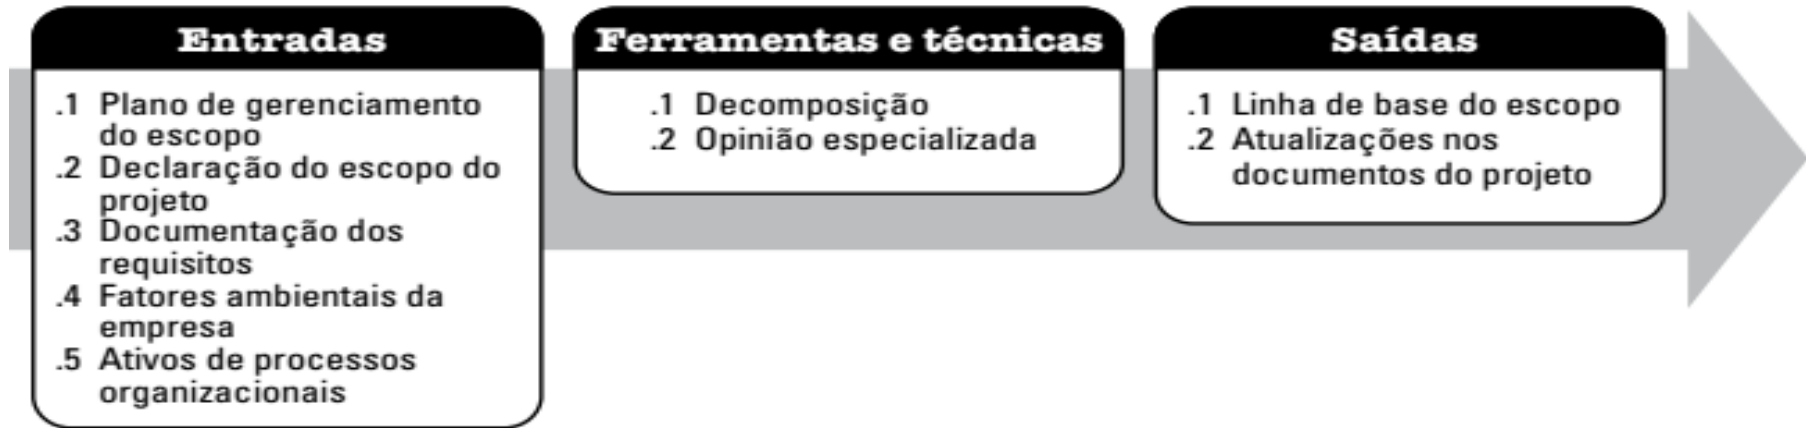 Entradas
.1 Plano de gerenciamento
do escopo
.2 Declaração do escopo do
projeto
.3 Documentação dos
requisitos
.4 Fatores ambientais da
empresa
.5 Ativos de processos
organizacionais
Ferramentas e técnicas
.1 Decomposição
.2 Opinião especializada
Saídas
.1 Linha de base do escopo
.2 Atualizações nos
documentos do projeto